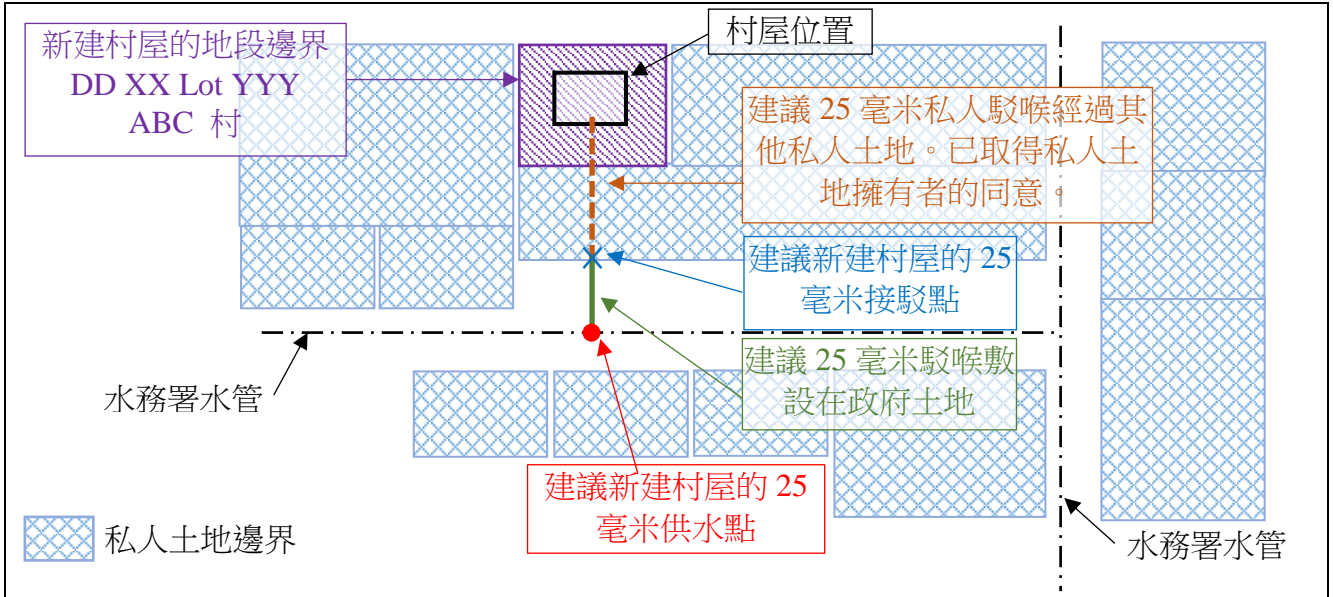 新建村屋的地段邊界
DD XX Lot YYY
ABC 村
村屋位置
建議 25 毫米私人駁喉經過其
他私人土地。已取得私人土
地擁有者的同意。
建議新建村屋的 25
毫米接駁點
建議 25 毫米駁喉敷
設在政府土地
水務署水管
建議新建村屋的 25
毫米供水點
私人土地邊界
水務署水管